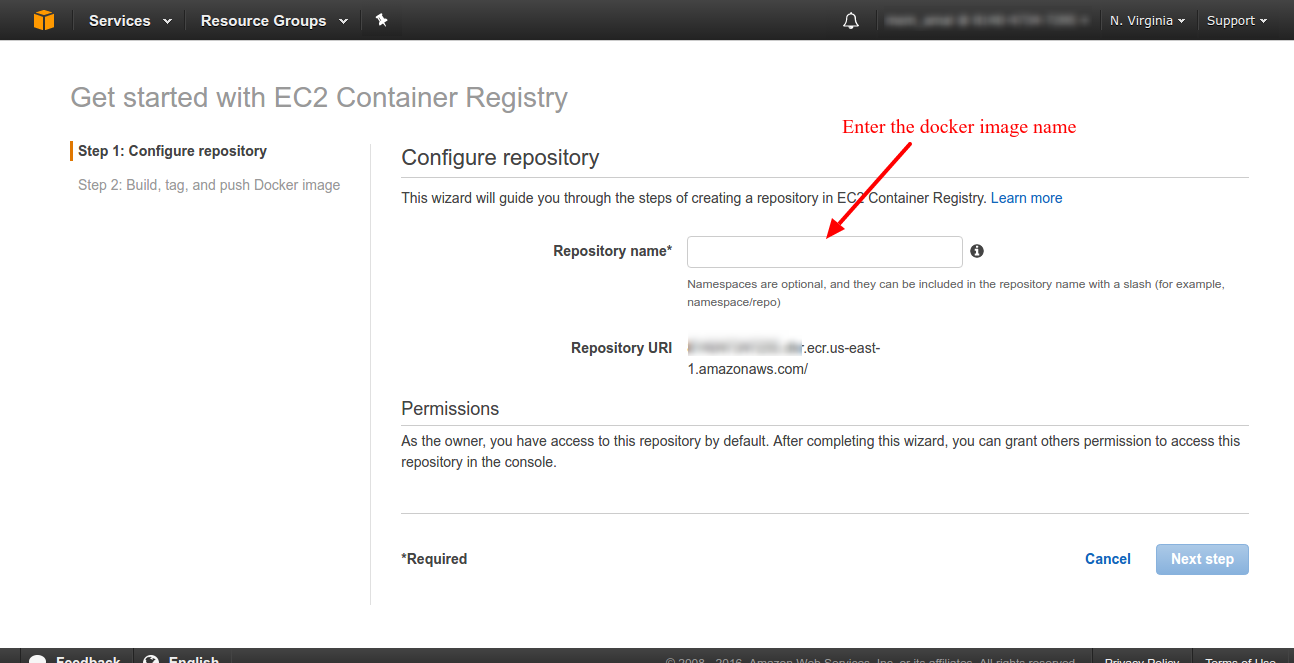 Services Resource Groups N. Virginia Support
Get started with EC2 Container Registry
Enter the docker image name
Step 1: Configure repository
Step 2: Build, tag, and push Docker image
Configure repository
This wizard will guide you through the steps of creating a repository in EC2 Container Registry. Learn more
Repository name*
Namespaces are optional, and they can be included in the repository name with a slash (for example,
namespace/repo)
Repository URI .ecr.us-east-
1.amazonaws.com/
Permissions
As the owner, you have access to this repository by default. After completing this wizard, you can grant others permission to access this
repository in the console.
*Required Cancel Next step
Feedback English © 2008 - 2016, Amazon Web Services, Inc. or its affiliates. All rights reserved. Privacy Policy Terms of Use